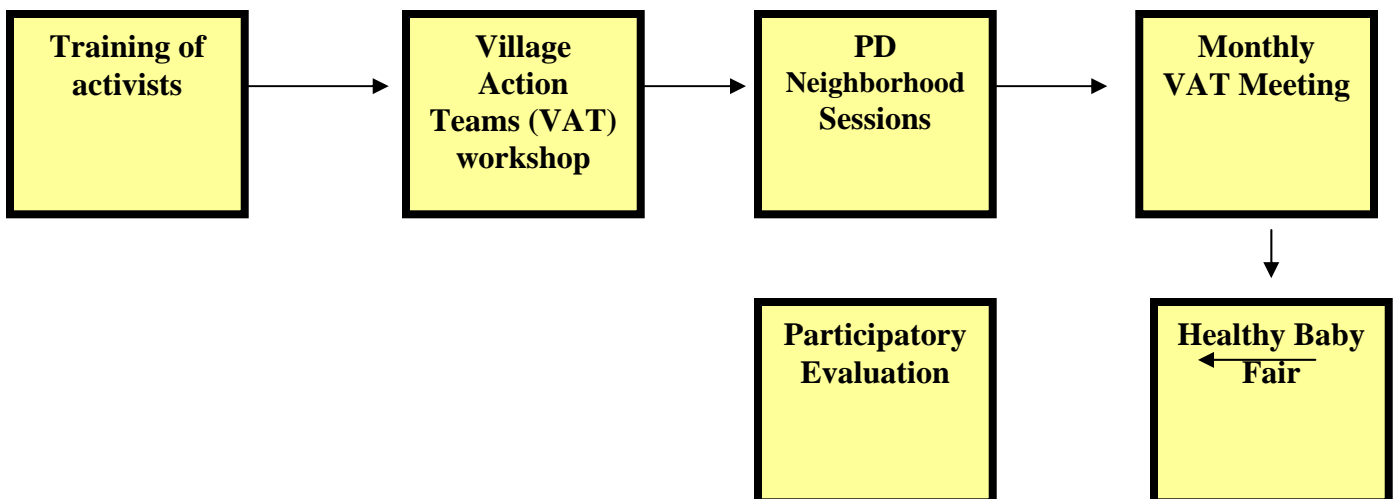 Training of
activists
Village
Action
Teams (VAT)
workshop
PD
Neighborhood
Sessions
Monthly
VAT Meeting
Healthy Baby
Fair
Participatory
Evaluation